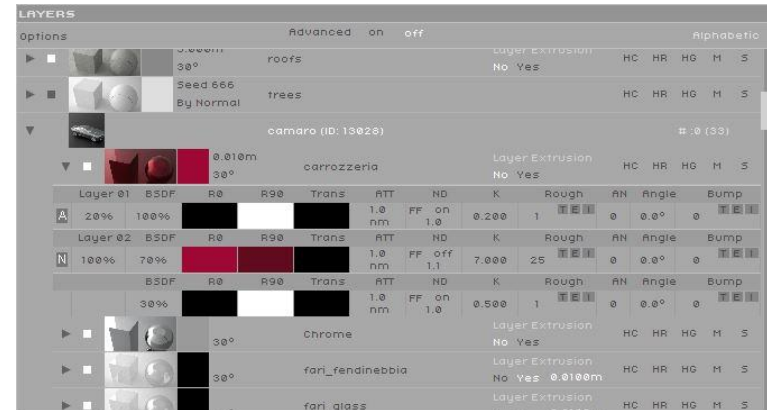 LAYERS
Options Advanced on off Alphabetic
30° roofs No Yes HC HR HG M S
Seed 666
By Normal trees HC HR HG M S
camaro (ID:13028) #:0 (33)
0.010m Layer Extrusion
30° carrozzeria No Yes HC HR HG M S
Layer 01 BSDF R0 R90 Trans ATT ND K Rough AN Angle Bump
A 20% 100% 1.0 nm FF on 1.0 0.200 1 T E I 0 0.0° 0 T E I
Layer 02 BSDF R0 R90 Trans ATT ND K Rough AN Angle Bump
N 100% 70% 1.0 nm FF off 1.1 7.000 25 T E I 0 0.0° 0 T E I
BSDF R0 R90 Trans ATT ND K Rough AN Angle Bump
30% 1.0 nm FF on 1.0 0.500 1 T E I 0 0.0° 0 T E I
Layer Extrusion
30° Chrome No Yes HC HR HG M S
Layer Extrusion
30° fari_fendinebbia No Yes 0.0100m HC HR HG M S
Layer Extrusion
fari_glass HC HR HG M S